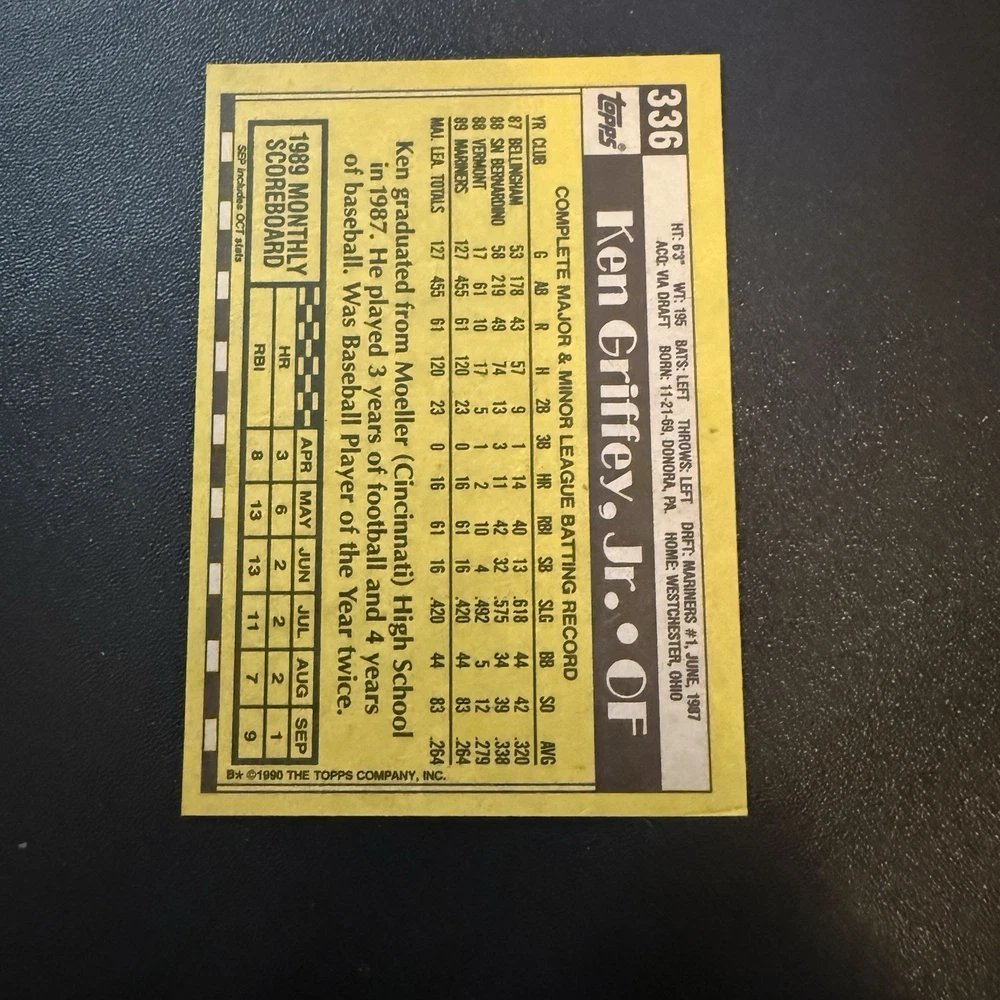 336
HT: 6'3" WT: 195 BATS: LEFT THROWS: LEFT DRFT: MARINERS #1, JUNE, 1987
ACQ: VIA DRAFT BORN: 11-21-69, DONORA, PA. HOME: WESTCHESTER, OHIO
topps®
Ken Griffey, Jr. • OF
COMPLETE MAJOR & MINOR LEAGUE BATTING RECORD
YR CLUB G AB R H 2B 3B HR RBI SB SLG BB SO AVG
87 BELLINGHAM 53 178 43 57 9 1 14 40 13 .618 44 42 .320
88 SN BERNARDINO 58 219 49 74 13 3 11 42 32 .575 34 39 .338
88 VERMONT 17 61 10 17 5 1 2 10 4 .492 5 12 .279
89 MARINERS 127 455 61 120 23 0 16 61 16 .420 44 83 .264
MAJ. LEA. TOTALS 127 455 61 120 23 0 16 61 16 .420 44 83 .264
Ken graduated from Moeller (Cincinnati) High School
in 1987. He played 3 years of football and 4 years
of baseball. Was Baseball Player of the Year twice.
1989 MONTHLY
SCOREBOARD
APR MAY JUN JUL AUG SEP
HR 3 6 2 2 2 1
RBI 8 13 13 11 7 9
SEP includes OCT stats
B* ©1990 THE TOPPS COMPANY, INC.